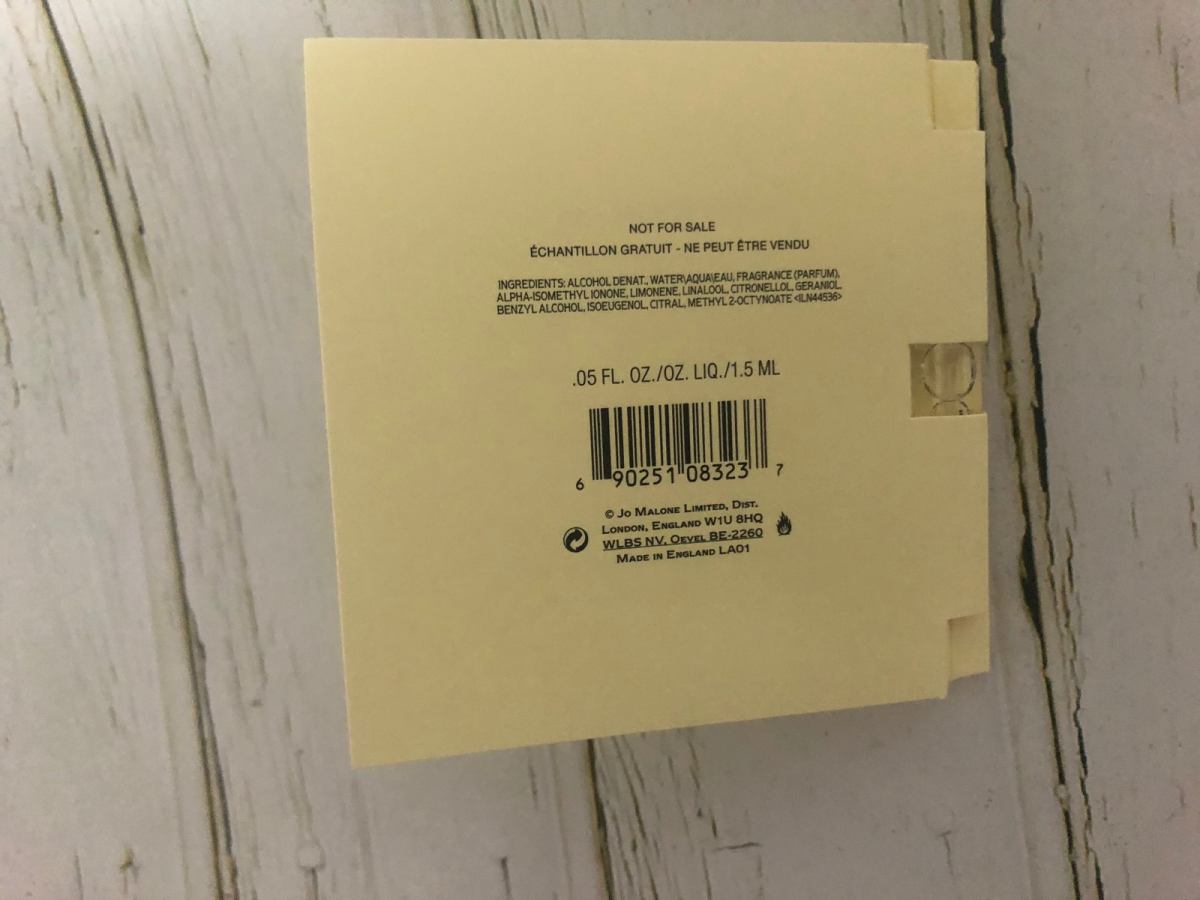 NOT FOR SALE
ÉCHANTILLON GRATUIT - NE PEUT ÊTRE VENDU
INGREDIENTS: ALCOHOL DENAT., WATER\AQUA\EAU, FRAGRANCE (PARFUM),
ALPHA-ISOMETHYL IONONE, LIMONENE, LINALOOL, CITRONELLOL, GERANIOL,
BENZYL ALCOHOL, ISOEUGENOL, CITRAL, METHYL 2-OCTYNOATE <ILN44536>
.05 FL. OZ./OZ. LIQ./1.5 ML
6 90251 08323 7
© Jo Malone Limited, Dist.
London, England W1U 8HQ
WLBS NV, Oevel BE-2260
Made in England LA01